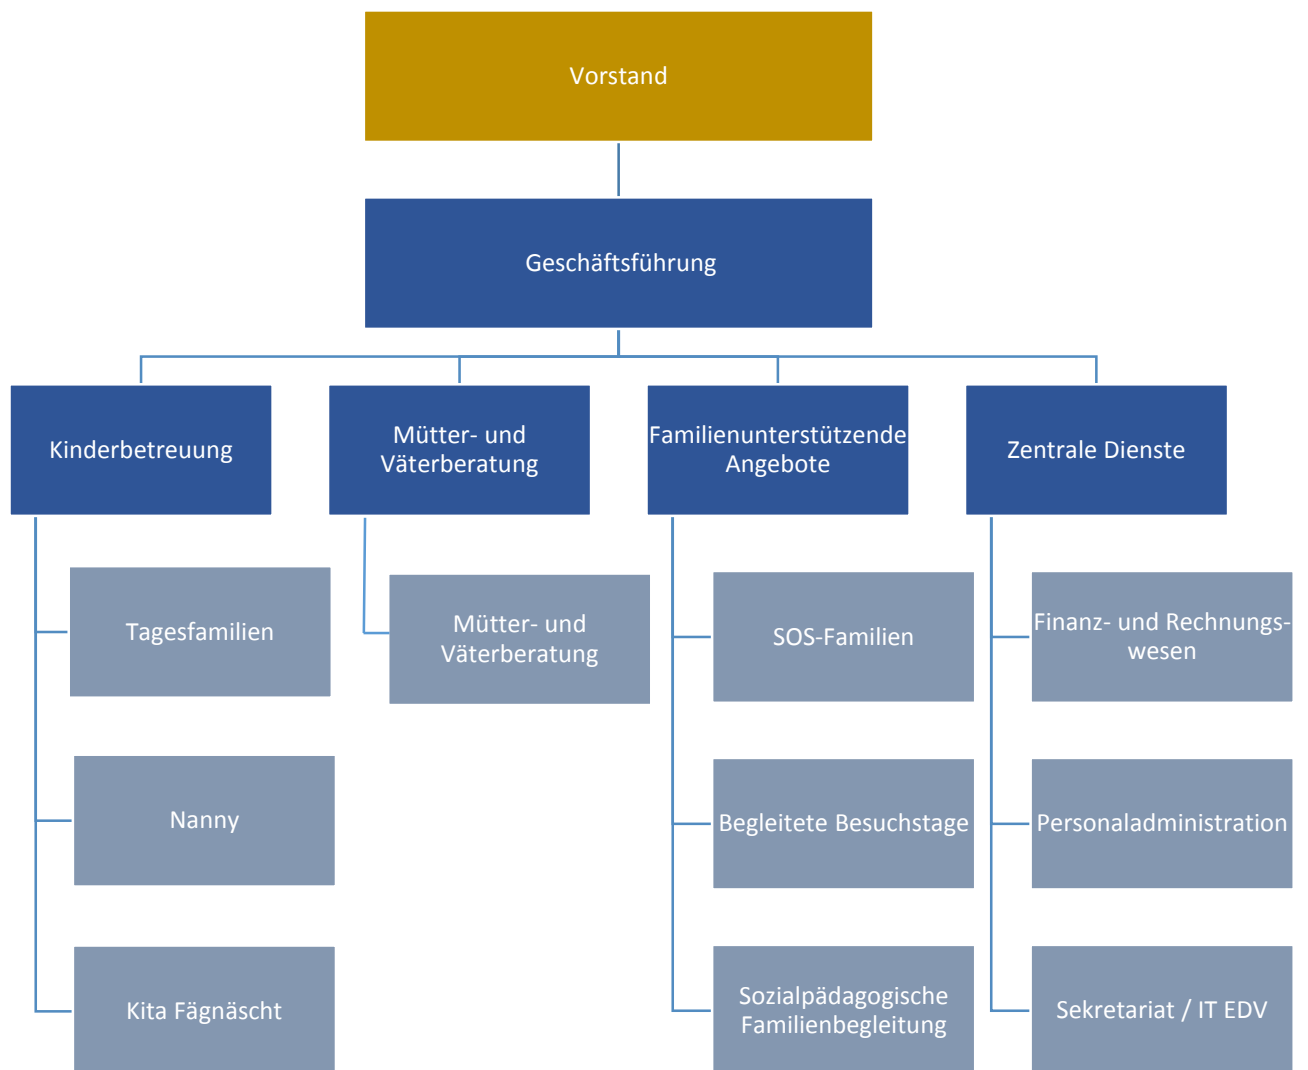 Vorstand
Geschäftsführung
Kinderbetreuung
Mütter- und
Väterberatung
Familienunterstützende
Angebote
Zentrale Dienste
Tagesfamilien
Mütter- und
Väterberatung
SOS-Familien
Finanz- und Rechnungs-
wesen
Nanny
Begleitete Besuchstage
Personaladministration
Kita Fägnäscht
Sozialpädagogische
Familienbegleitung
Sekretariat / IT EDV